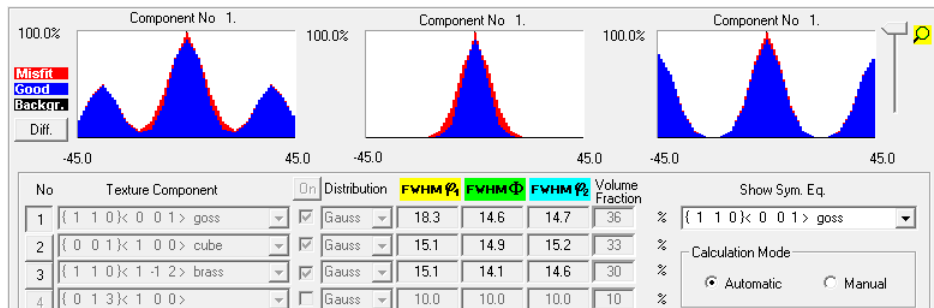 Component No 1.
Component No 1.
Component No 1.
100.0%
100.0%
100.0%
Misfit
Good
Backgr.
Diff.
-45.0 45.0
-45.0 45.0
-45.0 45.0
No Texture Component On Distribution FWHM φ₁ FWHM Φ FWHM φ₂ Volume Fraction Show Sym. Eq.
1 { 1 1 0}< 0 0 1> goss Gauss 18.3 14.6 14.7 36 % { 1 1 0}< 0 0 1> goss
2 { 0 0 1}< 1 0 0> cube Gauss 15.1 14.9 15.2 33 %
Calculation Mode
3 { 1 1 0}< 1 -1 2> brass Gauss 15.1 14.1 14.6 30 % Automatic Manual
4 { 0 1 3}< 1 0 0> Gauss 10.0 10.0 10.0 10 %